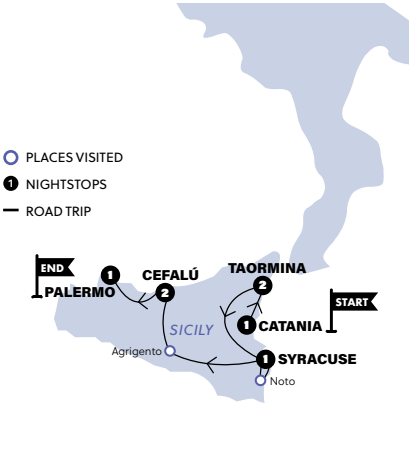 PLACES VISITED
1 NIGHTSTOPS
ROAD TRIP
END
PALERMO
1
CEFALÚ
2
TAORMINA
2
START
SICILY
1 CATANIA
Agrigento
1 SYRACUSE
Noto